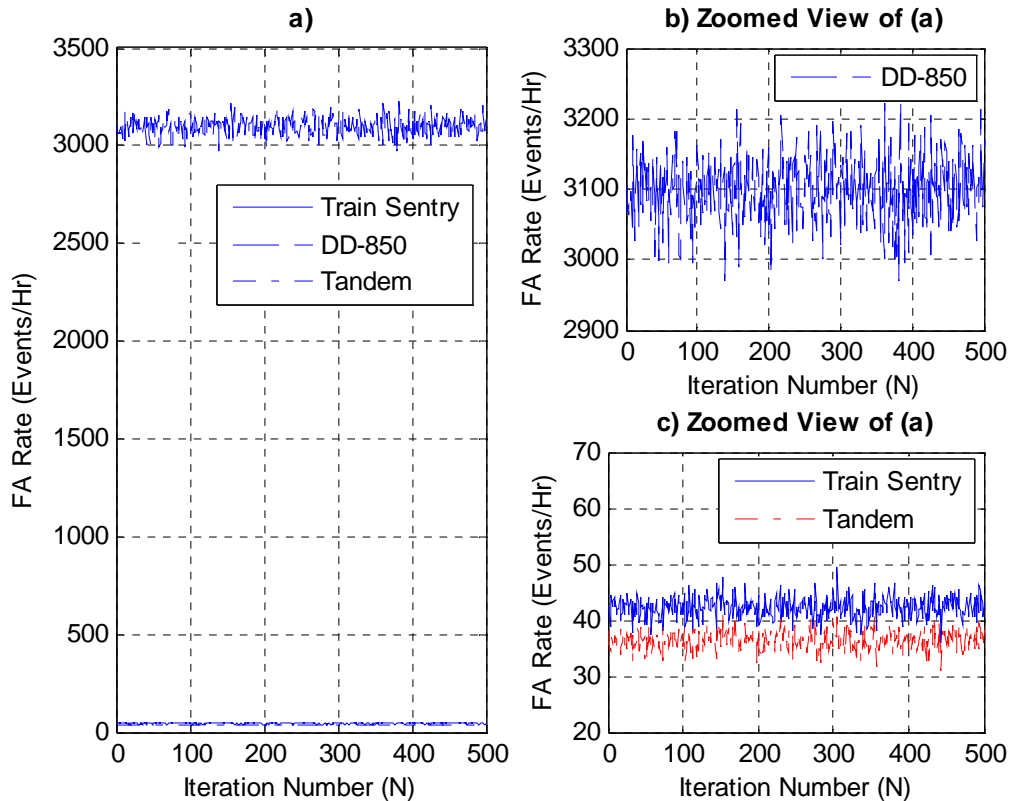 a)
3500
3000
2500
2000
1500
1000
500
0
FA Rate (Events/Hr)
Train Sentry
DD-850
Tandem
0 100 200 300 400 500
Iteration Number (N)
b) Zoomed View of (a)
3300
3200
3100
3000
2900
FA Rate (Events/Hr)
DD-850
0 100 200 300 400 500
Iteration Number (N)
c) Zoomed View of (a)
70
60
50
40
30
20
FA Rate (Events/Hr)
Train Sentry
Tandem
0 100 200 300 400 500
Iteration Number (N)